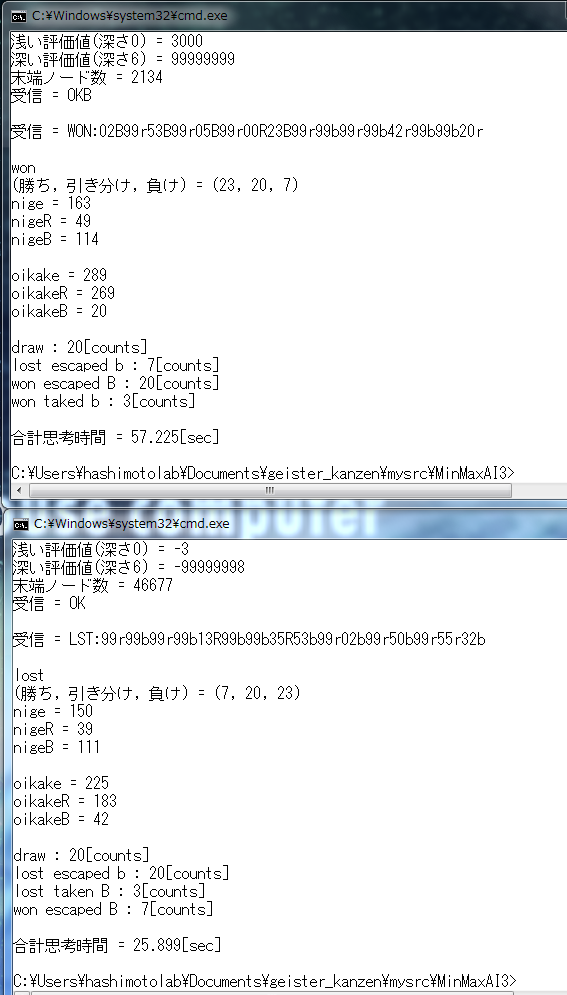 C:¥Windows¥system32¥cmd.exe
浅い評価値(深さ0) = 3000
深い評価値(深さ6) = 99999999
末端ノード数 = 2134
受信 = OKB
受信 = WON:02B99r53B99r05B99r00R23B99r99b99r99b42r99b99b20r
won
(勝ち, 引き分け, 負け) = (23, 20, 7)
nige = 163
nigeR = 49
nigeB = 114
oikake = 289
oikakeR = 269
oikakeB = 20
draw : 20[counts]
lost escaped b : 7[counts]
won escaped B : 20[counts]
won taked b : 3[counts]
合計思考時間 = 57.225[sec]
C:¥Users¥hashimotolab¥Documents¥geister_kanzen¥mysrc¥MinMaxAI3>
C:¥Windows¥system32¥cmd.exe
浅い評価値(深さ0) = -3
深い評価値(深さ6) = -99999998
末端ノード数 = 46677
受信 = OK
受信 = LST:99r99b99r99b13R99b99b35R53b99r02b99r50b99r55r32b
lost
(勝ち, 引き分け, 負け) = (7, 20, 23)
nige = 150
nigeR = 39
nigeB = 111
oikake = 225
oikakeR = 183
oikakeB = 42
draw : 20[counts]
lost escaped b : 20[counts]
lost taken B : 3[counts]
won escaped B : 7[counts]
合計思考時間 = 25.899[sec]
C:¥Users¥hashimotolab¥Documents¥geister_kanzen¥mysrc¥MinMaxAI3>